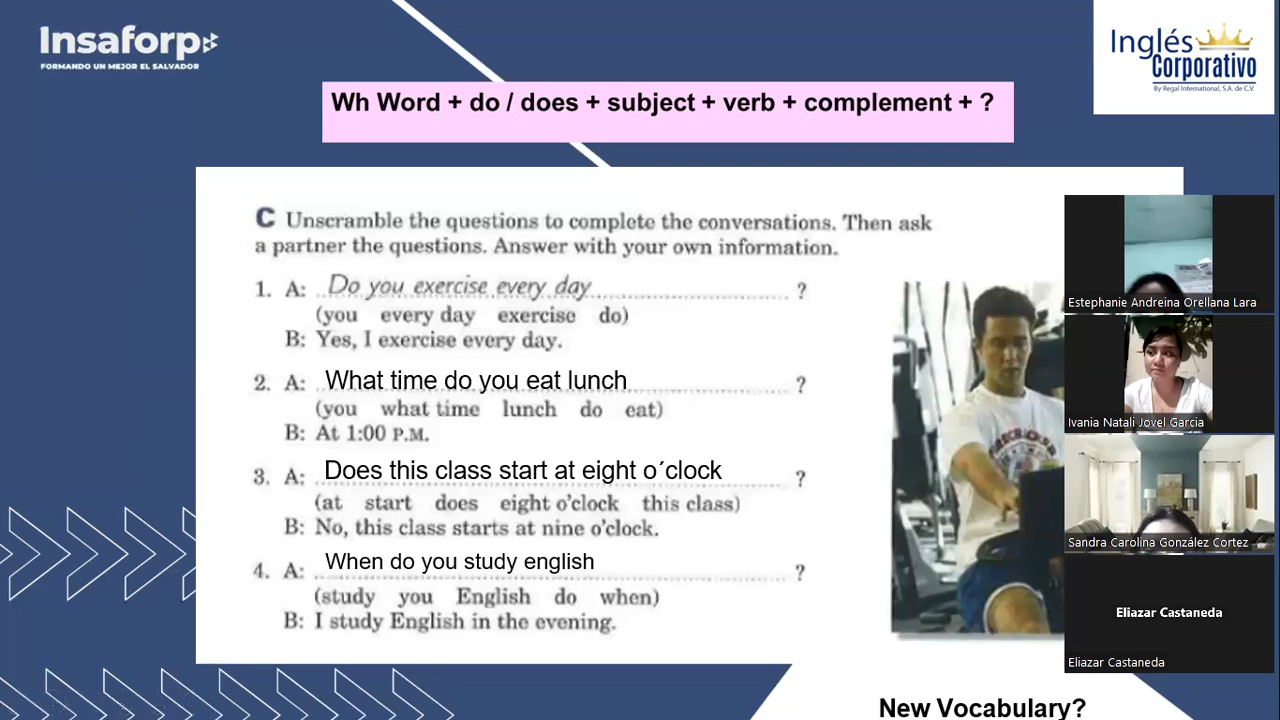 Insaforp
FORMANDO UN MEJOR EL SALVADOR
Inglés
Corporativo
By Regal International, S.A. de C.V.
Wh Word + do / does + subject + verb + complement + ?
C Unscramble the questions to complete the conversations. Then ask
a partner the questions. Answer with your own information.
1. A: Do you exercise every day ?
(you every day exercise do)
B: Yes, I exercise every day.
2. A: What time do you eat lunch ?
(you what time lunch do eat)
B: At 1:00 P.M.
3. A: Does this class start at eight o´clock ?
(at start does eight o'clock this class)
B: No, this class starts at nine o'clock.
4. A: When do you study english ?
(study you English do when)
B: I study English in the evening.
Estephanie Andreina Orellana Lara
Ivania Natali Jovel Garcia
Sandra Carolina González Cortez
Eliazar Castaneda
Eliazar Castaneda
New Vocabulary?